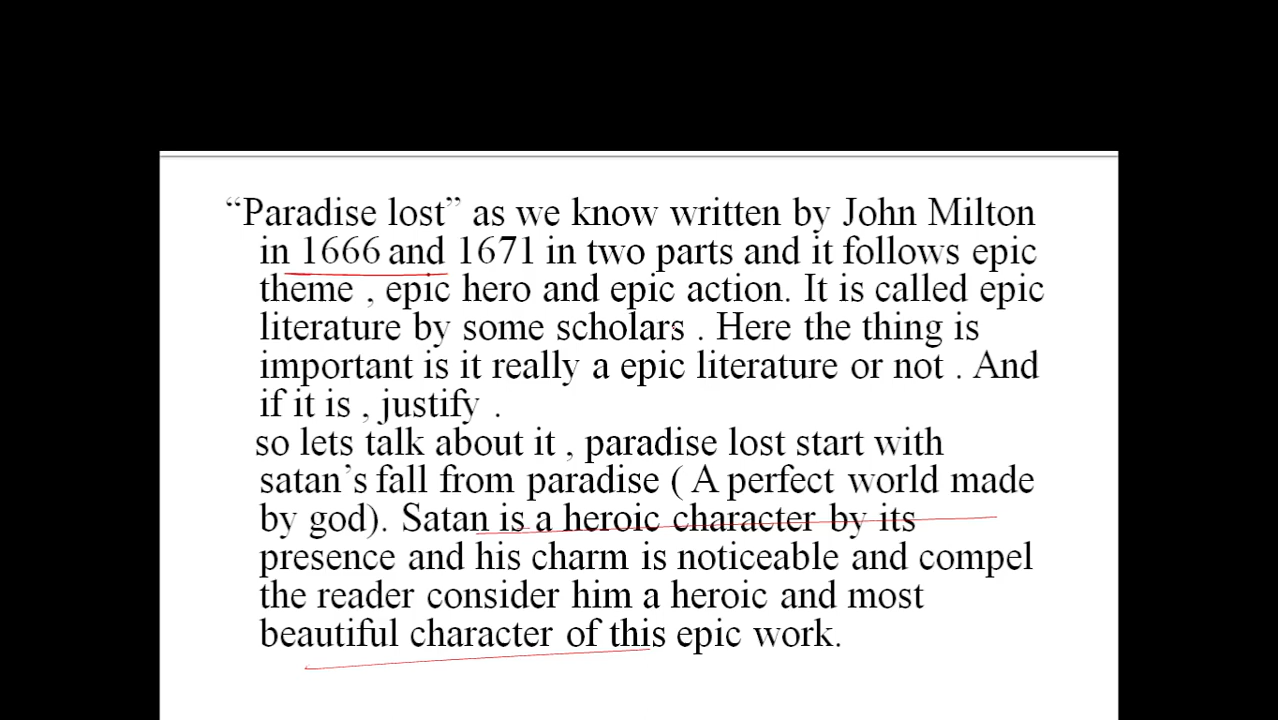 “Paradise lost” as we know written by John Milton
in 1666 and 1671 in two parts and it follows epic
theme , epic hero and epic action. It is called epic
literature by some scholars . Here the thing is
important is it really a epic literature or not . And
if it is , justify .
so lets talk about it , paradise lost start with
satan’s fall from paradise ( A perfect world made
by god). Satan is a heroic character by its
presence and his charm is noticeable and compel
the reader consider him a heroic and most
beautiful character of this epic work.